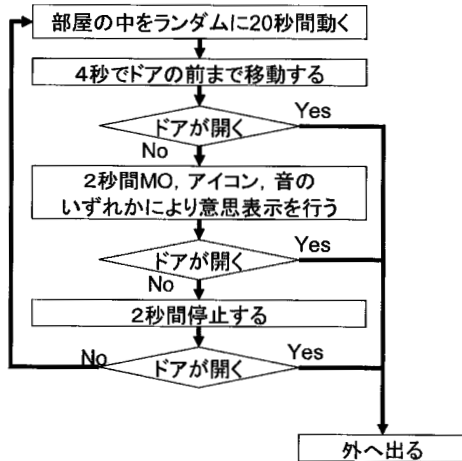 部屋の中をランダムに20秒間動く
4秒でドアの前まで移動する
ドアが開く
Yes
No
2秒間MO, アイコン, 音の
いずれかにより意思表示を行う
ドアが開く
Yes
No
2秒間停止する
No
ドアが開く
Yes
外へ出る